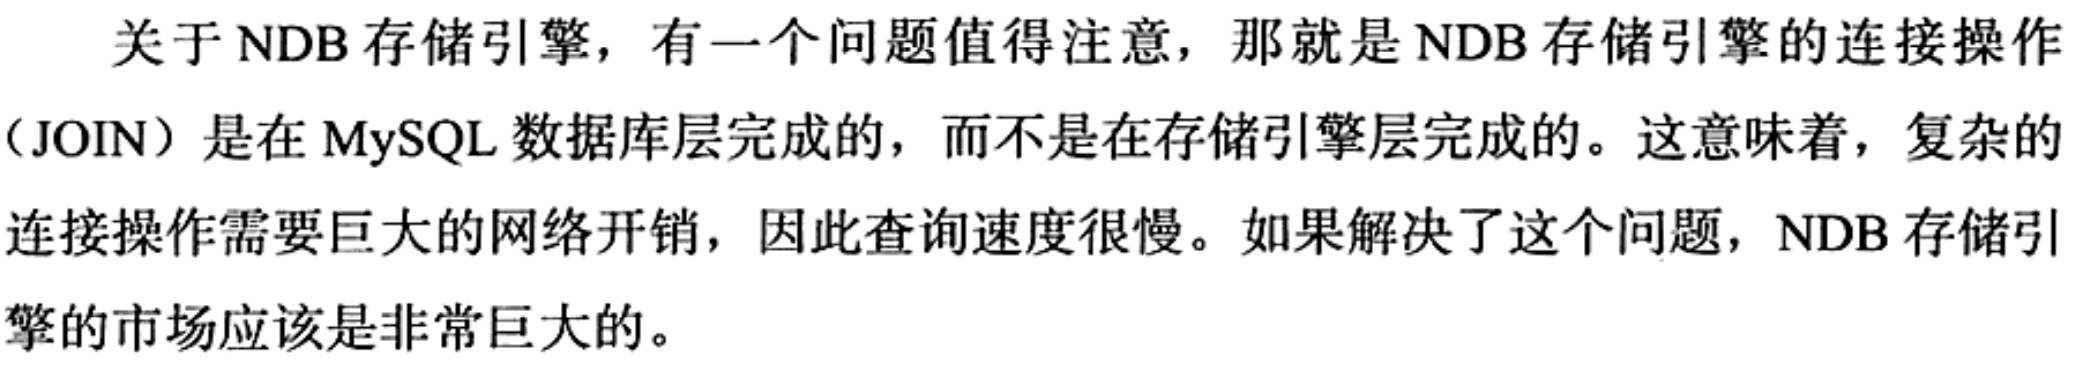 关于 NDB 存储引擎，有一个问题值得注意，那就是 NDB 存储引擎的连接操作
（JOIN）是在 MySQL 数据库层完成的，而不是在存储引擎层完成的。这意味着，复杂的
连接操作需要巨大的网络开销，因此查询速度很慢。如果解决了这个问题，NDB 存储引
擎的市场应该是非常巨大的。